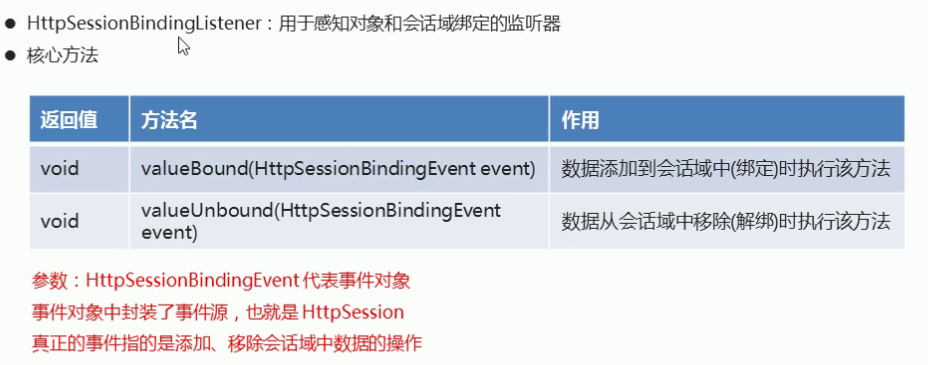 ● HttpSessionBindingListener：用于感知对象和会话域绑定的监听器
● 核心方法
返回值 方法名 作用
void valueBound(HttpSessionBindingEvent event) 数据添加到会话域中(绑定)时执行该方法
void valueUnbound(HttpSessionBindingEvent
event) 数据从会话域中移除(解绑)时执行该方法
参数：HttpSessionBindingEvent 代表事件对象
事件对象中封装了事件源，也就是 HttpSession
真正的事件指的是添加、移除会话域中数据的操作